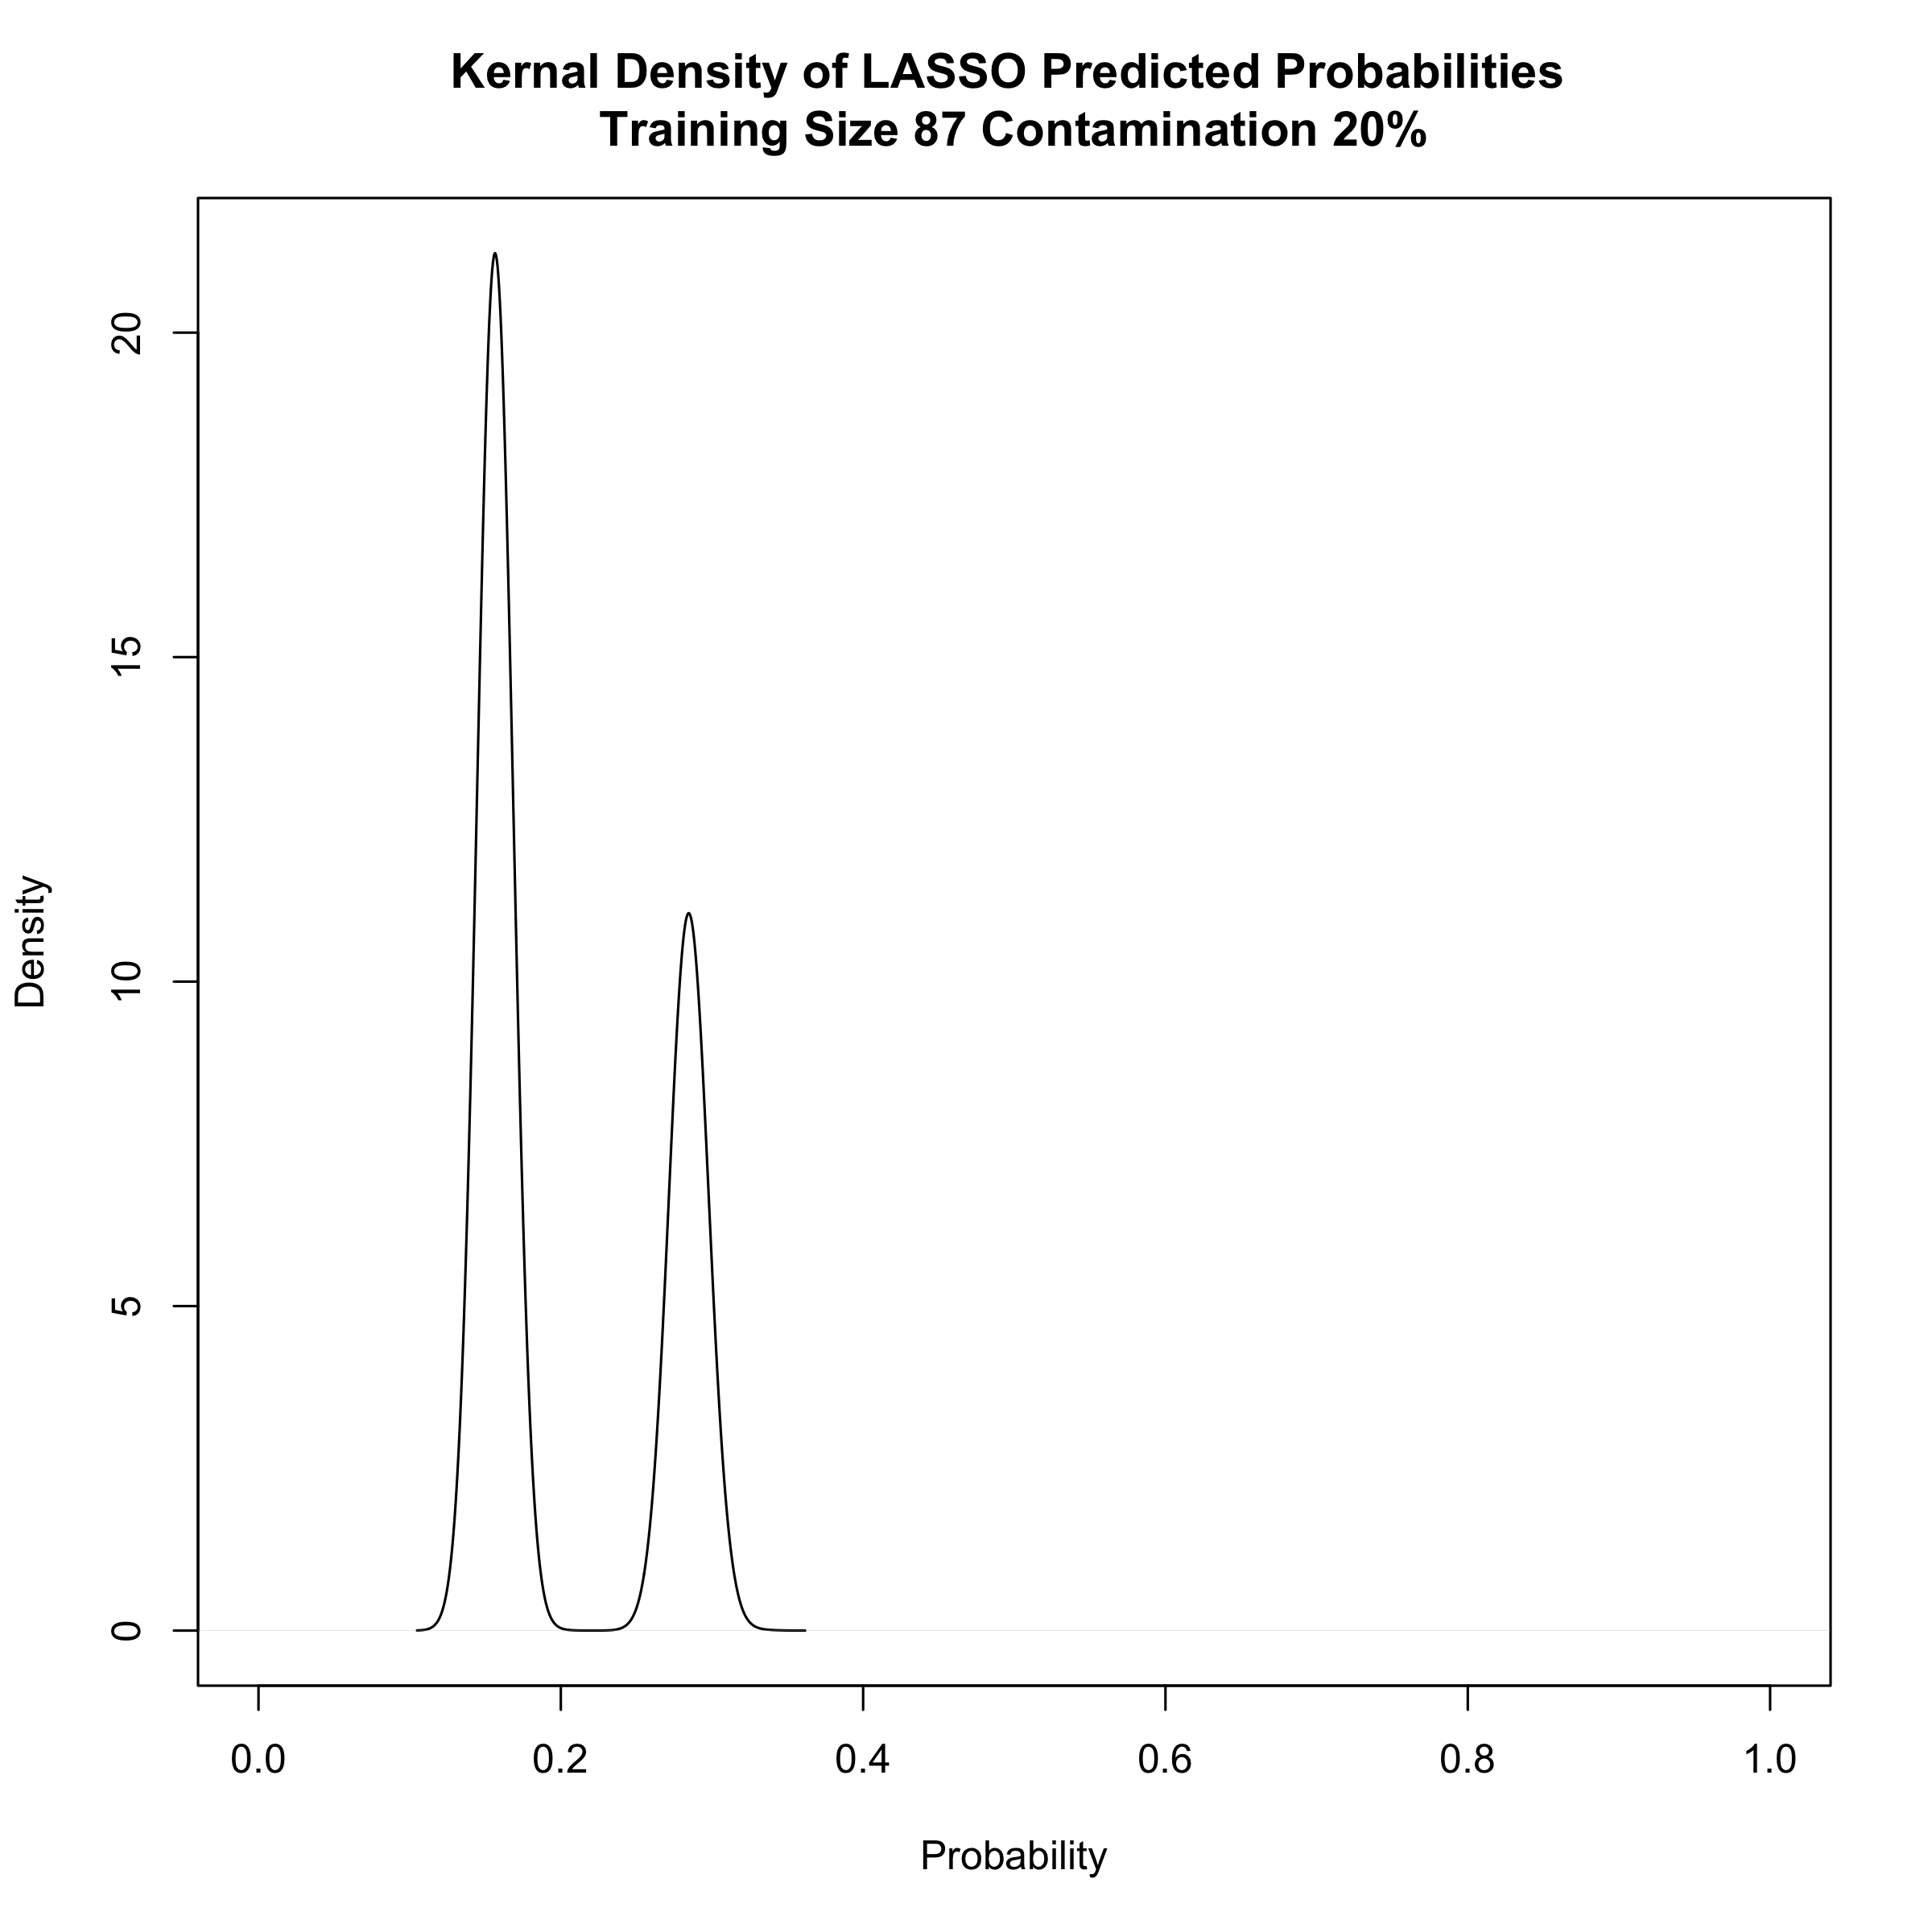 Kernal Density of LASSO Predicted Probabilities
Training Size 87 Contamination 20%
Density
20
15
10
5
0
0.0 0.2 0.4 0.6 0.8 1.0
Probability